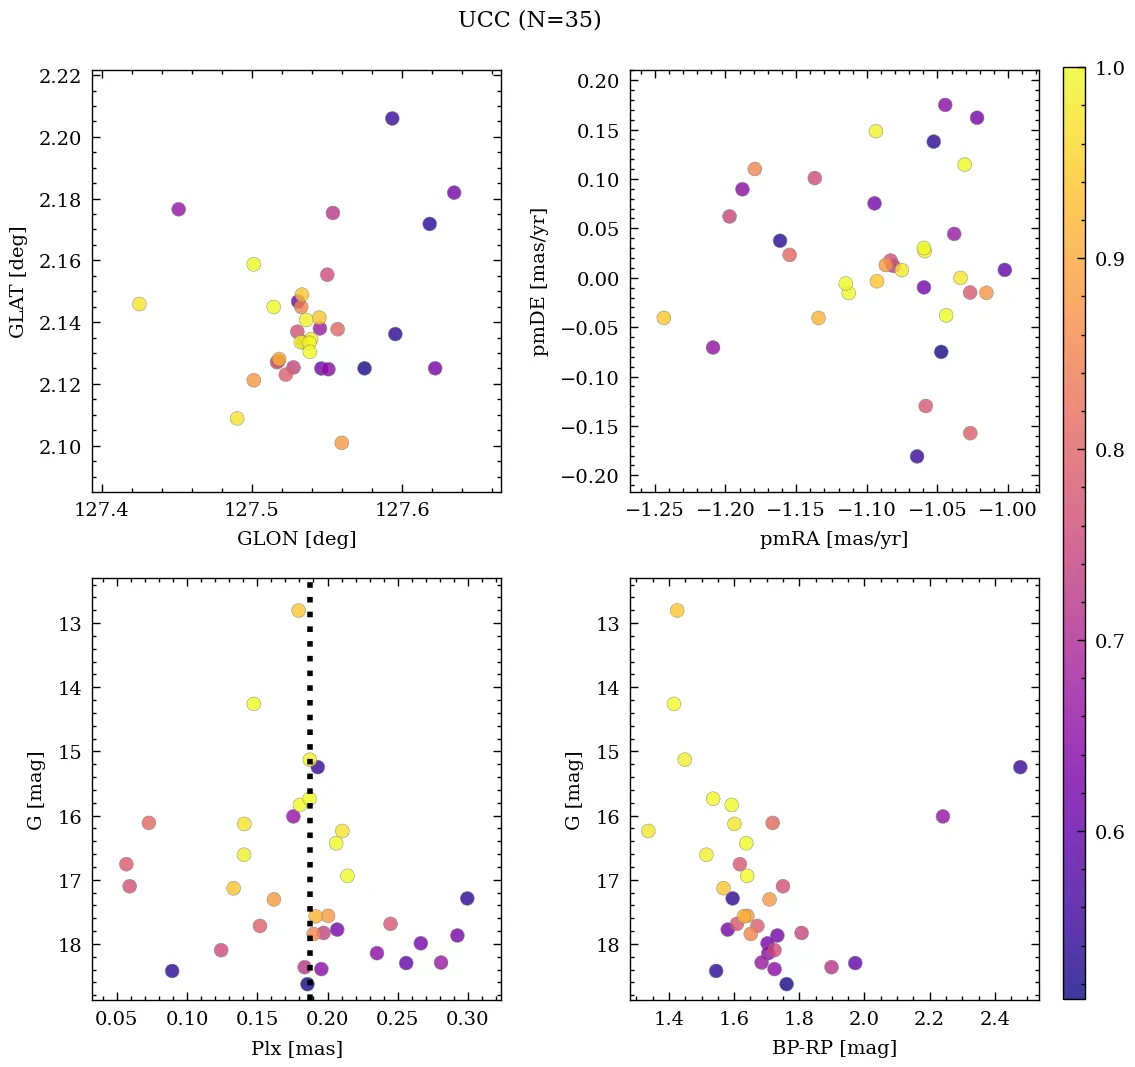 UCC (N=35)
2.22
2.20
2.18
2.16
2.14
2.12
2.10
GLAT [deg]
127.4 127.5 127.6
GLON [deg]
0.20
0.15
0.10
0.05
0.00
−0.05
−0.10
−0.15
−0.20
pmDE [mas/yr]
−1.25 −1.20 −1.15 −1.10 −1.05 −1.00
pmRA [mas/yr]
13
14
15
16
17
18
G [mag]
0.05 0.10 0.15 0.20 0.25 0.30
Plx [mas]
13
14
15
16
17
18
G [mag]
1.4 1.6 1.8 2.0 2.2 2.4
BP-RP [mag]
1.0
0.9
0.8
0.7
0.6